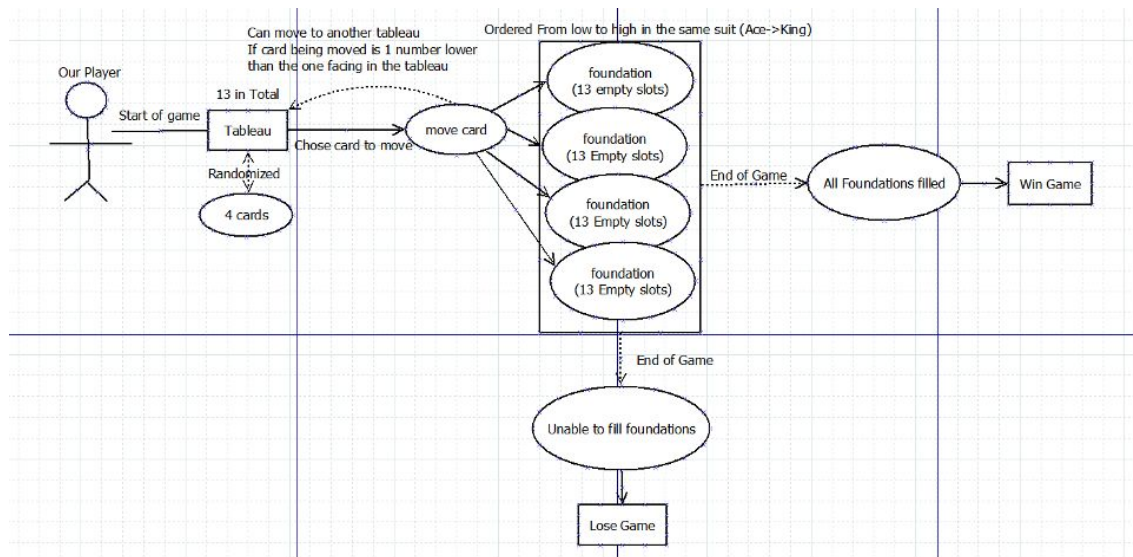 Can move to another tableau
If card being moved is 1 number lower
than the one facing in the tableau
Ordered From low to high in the same suit (Ace->King)
Our Player
13 in Total
Start of game
Tableau
Chose card to move
move card
Randomized
4 cards
foundation
(13 empty slots)
foundation
(13 Empty slots)
foundation
(13 Empty slots)
foundation
(13 Empty slots)
End of Game
All Foundations filled
Win Game
End of Game
Unable to fill foundations
Lose Game